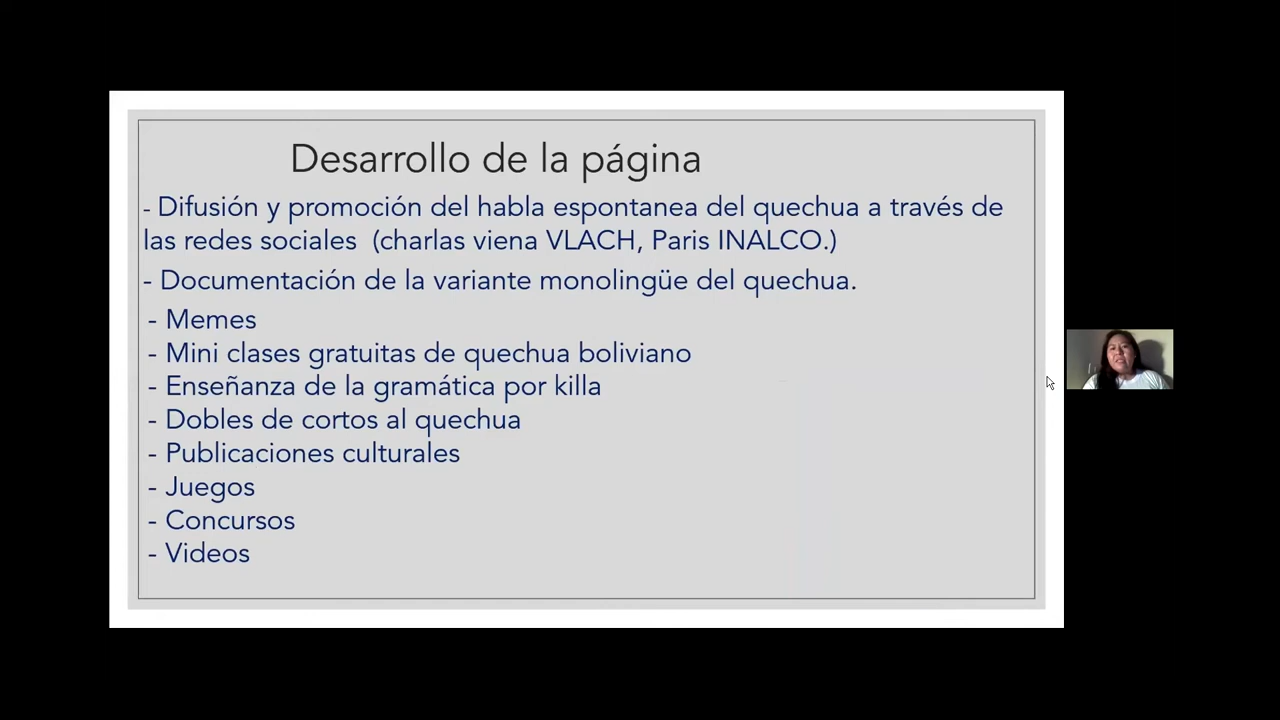 Desarrollo de la página
- Difusión y promoción del habla espontanea del quechua a través de
las redes sociales (charlas viena VLACH, Paris INALCO.)
- Documentación de la variante monolingüe del quechua.
- Memes
- Mini clases gratuitas de quechua boliviano
- Enseñanza de la gramática por killa
- Dobles de cortos al quechua
- Publicaciones culturales
- Juegos
- Concursos
- Videos